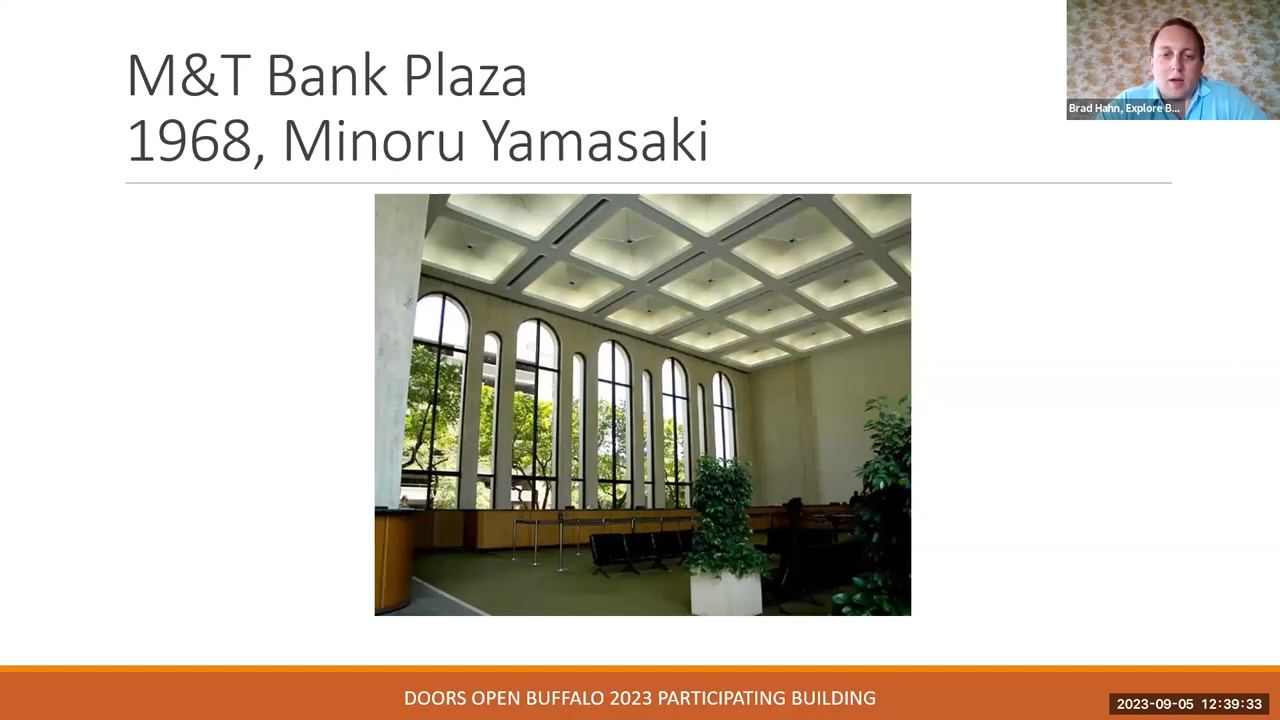 M&T Bank Plaza
1968, Minoru Yamasaki
Brad Hahn, Explore B...
DOORS OPEN BUFFALO 2023 PARTICIPATING BUILDING
2023-09-05 12:39:33